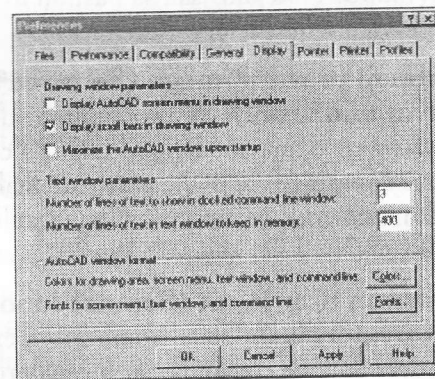 Preferences
Files Performance Compatibility General Display Pointer Printer Profiles
Drawing window parameters
Display AutoCAD screen menu in drawing window
Display scroll bars in drawing window
Maximize the AutoCAD window upon startup
Text window parameters
Number of lines of text to show in docked command line window: 3
Number of lines of text in text window to keep in memory: 400
AutoCAD window format
Colors for drawing area, screen menu, text window, and command line: Colors...
Fonts for screen menu, text window, and command line: Fonts...
OK Cancel Apply Help